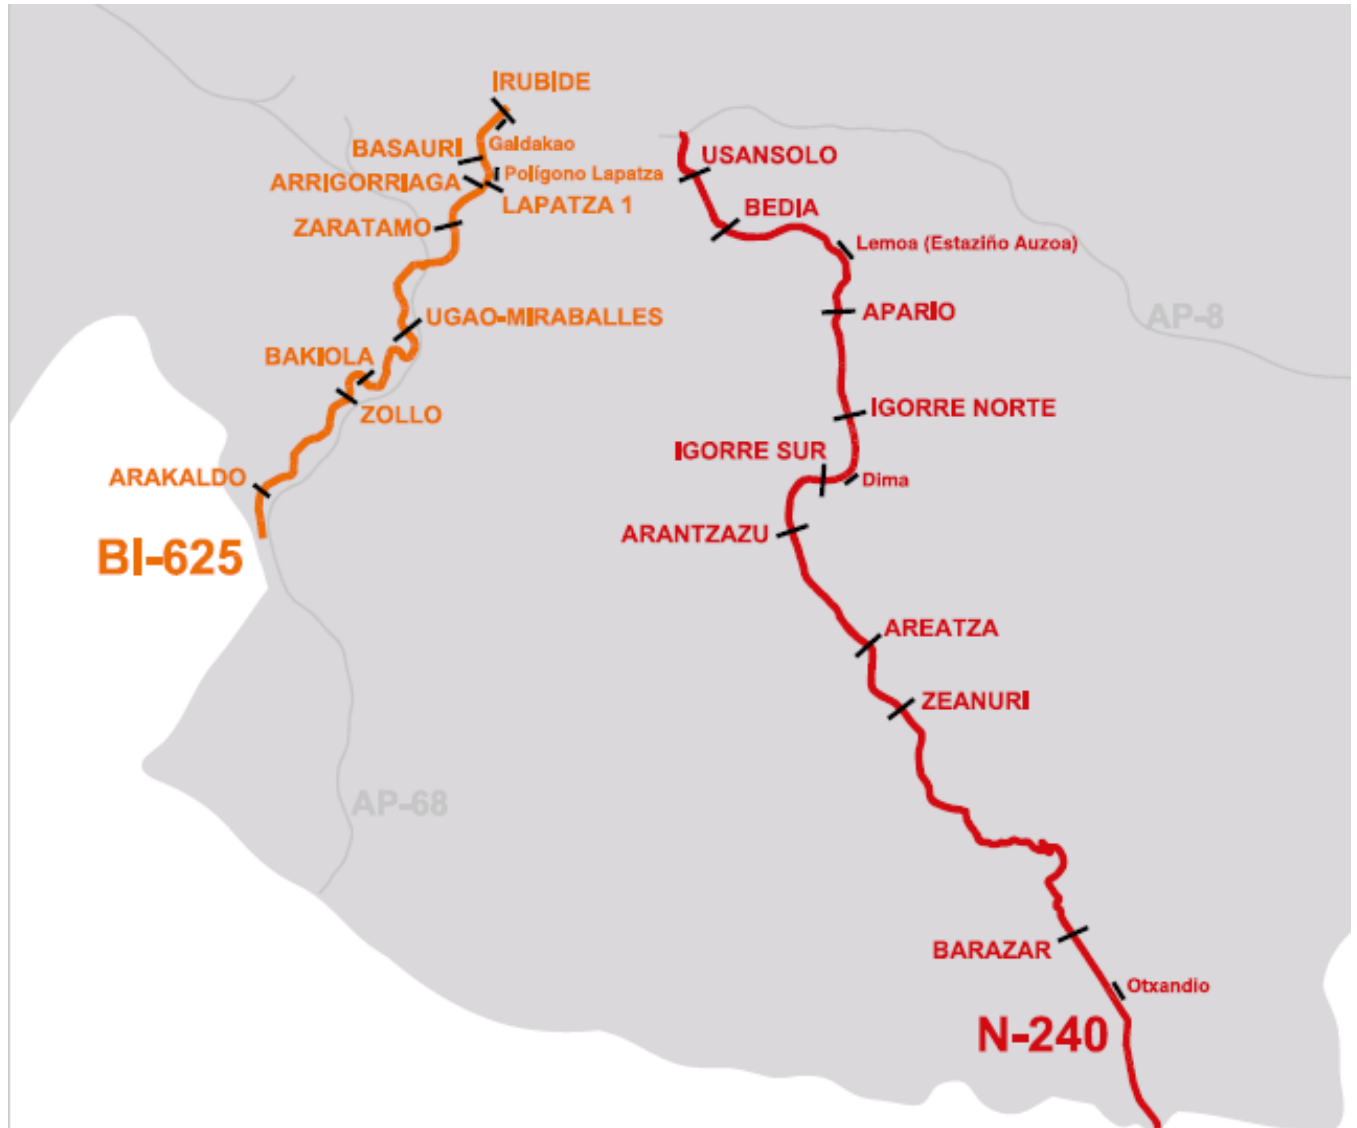 IRUBIDE
Galdakao
BASAURI
Polígono Lapatza
ARRIGORRIAGA
LAPATZA 1
ZARATAMO
UGAO-MIRABALLES
BAKIOLA
ZOLLO
ARAKALDO
BI-625
AP-68
USANSOLO
BEDIA
Lemoa (Estaziño Auzoa)
APARIO
AP-8
IGORRE NORTE
IGORRE SUR
Dima
ARANTZAZU
AREATZA
ZEANURI
BARAZAR
Otxandio
N-240